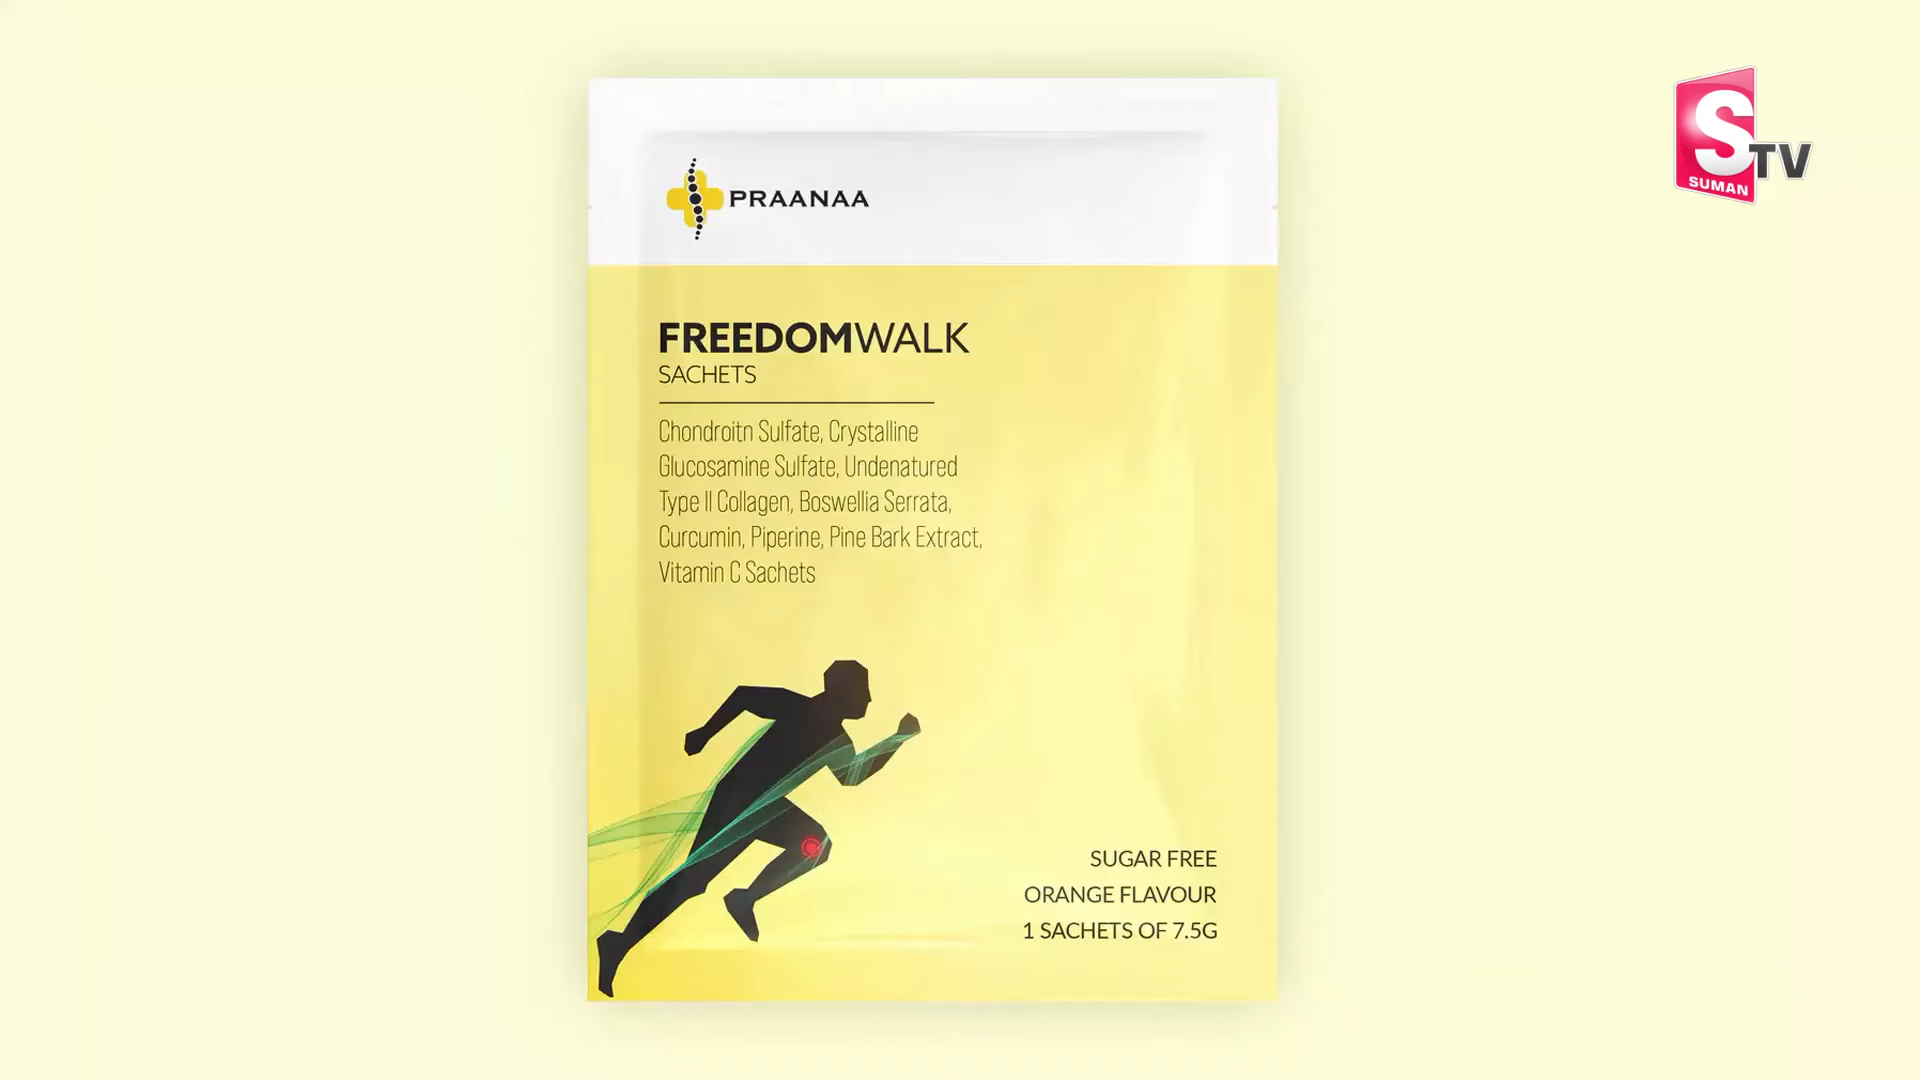 PRAANAA
S TV
SUMAN
FREEDOMWALK
SACHETS
Chondroitn Sulfate, Crystalline
Glucosamine Sulfate, Undenatured
Type II Collagen, Boswellia Serrata,
Curcumin, Piperine, Pine Bark Extract,
Vitamin C Sachets
SUGAR FREE
ORANGE FLAVOUR
1 SACHETS OF 7.5G